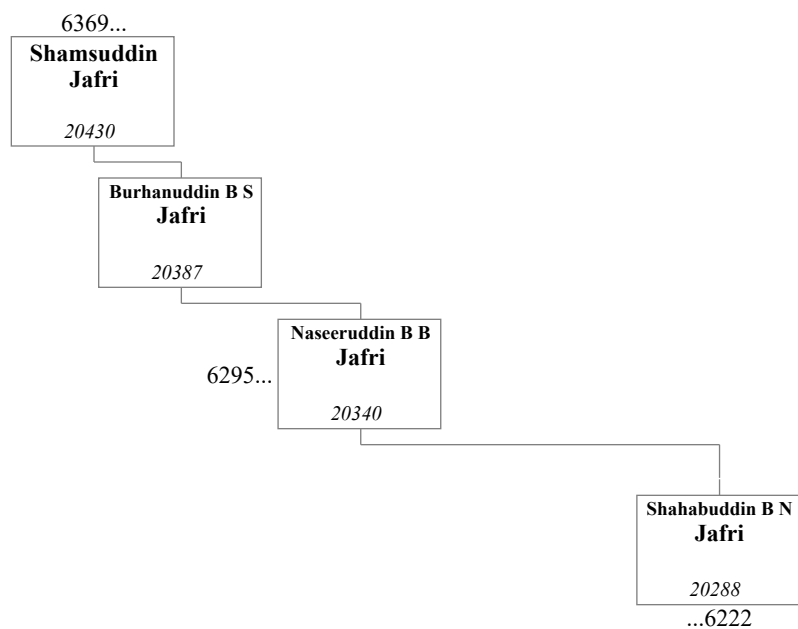 6369...
Shamsuddin
Jafri
20430
Burhanuddin B S
Jafri
20387
Naseeruddin B B
Jafri
6295...
20340
Shahabuddin B N
Jafri
20288
...6222